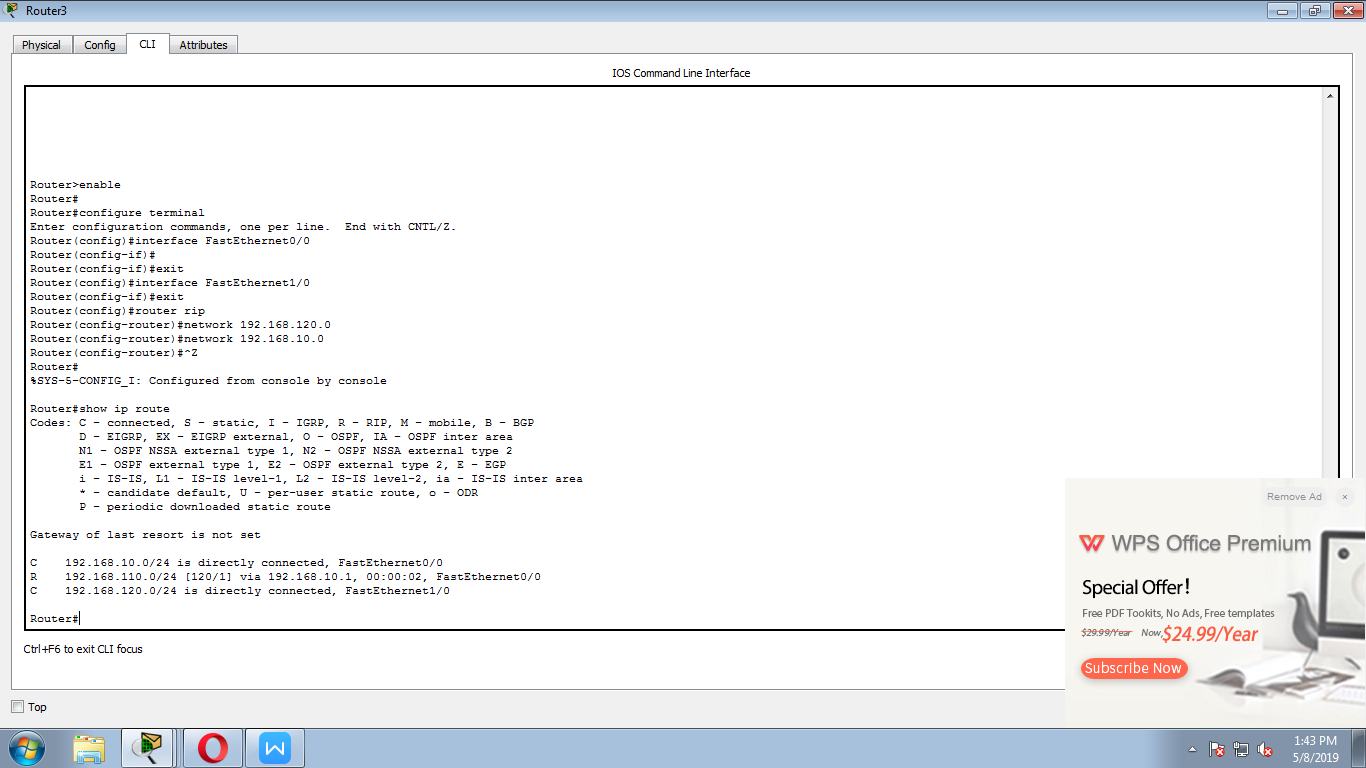 Router3
Physical Config CLI Attributes
IOS Command Line Interface
Router>enable
Router#
Router#configure terminal
Enter configuration commands, one per line.  End with CNTL/Z.
Router(config)#interface FastEthernet0/0
Router(config-if)#
Router(config-if)#exit
Router(config)#interface FastEthernet1/0
Router(config-if)#exit
Router(config)#router rip
Router(config-router)#network 192.168.120.0
Router(config-router)#network 192.168.10.0
Router(config-router)#^Z
Router#
%SYS-5-CONFIG_I: Configured from console by console
Router#show ip route
Codes: C - connected, S - static, I - IGRP, R - RIP, M - mobile, B - BGP
       D - EIGRP, EX - EIGRP external, O - OSPF, IA - OSPF inter area
       N1 - OSPF NSSA external type 1, N2 - OSPF NSSA external type 2
       E1 - OSPF external type 1, E2 - OSPF external type 2, E - EGP
       i - IS-IS, L1 - IS-IS level-1, L2 - IS-IS level-2, ia - IS-IS inter area
       * - candidate default, U - per-user static route, o - ODR
       P - periodic downloaded static route
Gateway of last resort is not set
C    192.168.10.0/24 is directly connected, FastEthernet0/0
R    192.168.110.0/24 [120/1] via 192.168.10.1, 00:00:02, FastEthernet0/0
C    192.168.120.0/24 is directly connected, FastEthernet1/0
Router#
Ctrl+F6 to exit CLI focus
Top
Remove Ad ×
WPS Office Premium
Special Offer!
Free PDF Tookits, No Ads, Free templates
$29.99/Year Now,$24.99/Year
Subscribe Now
1:43 PM
5/8/2019